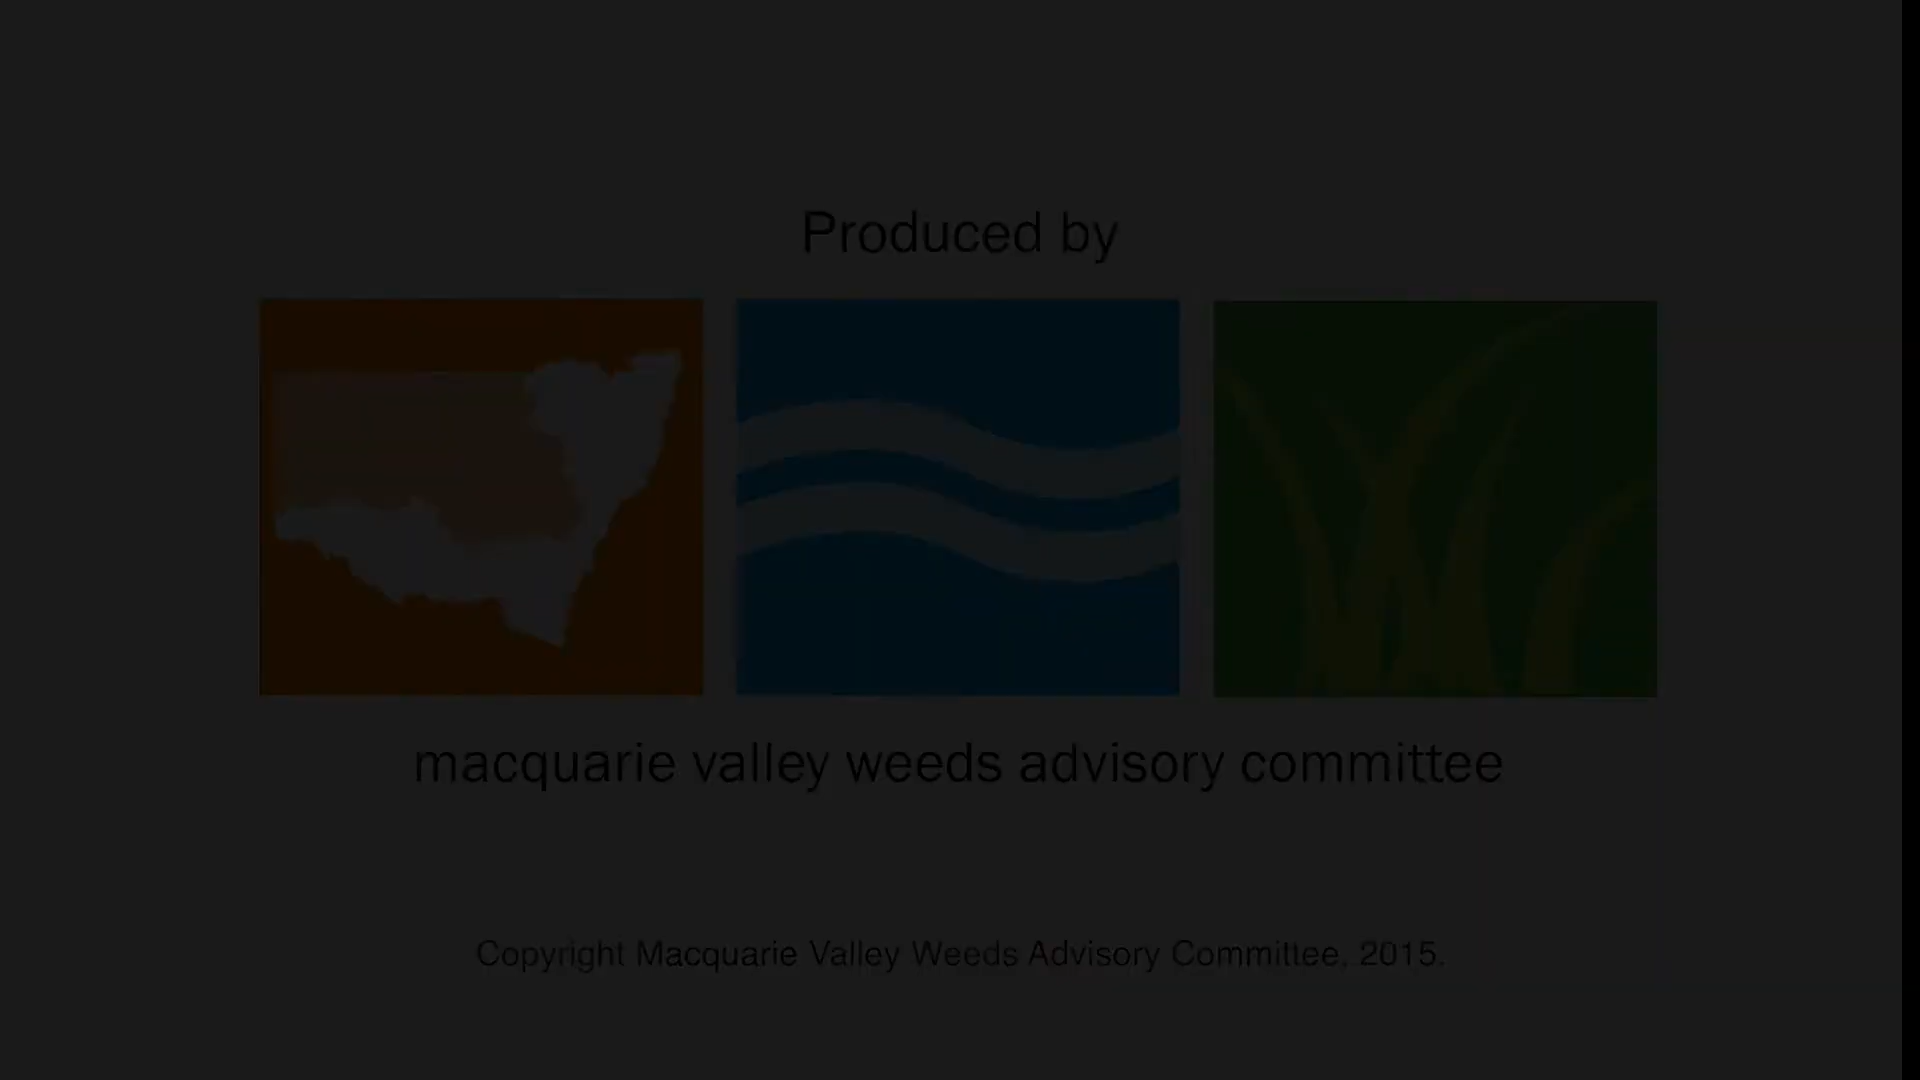 Produced by
macquarie valley weeds advisory committee
Copyright Macquarie Valley Weeds Advisory Committee, 2015.